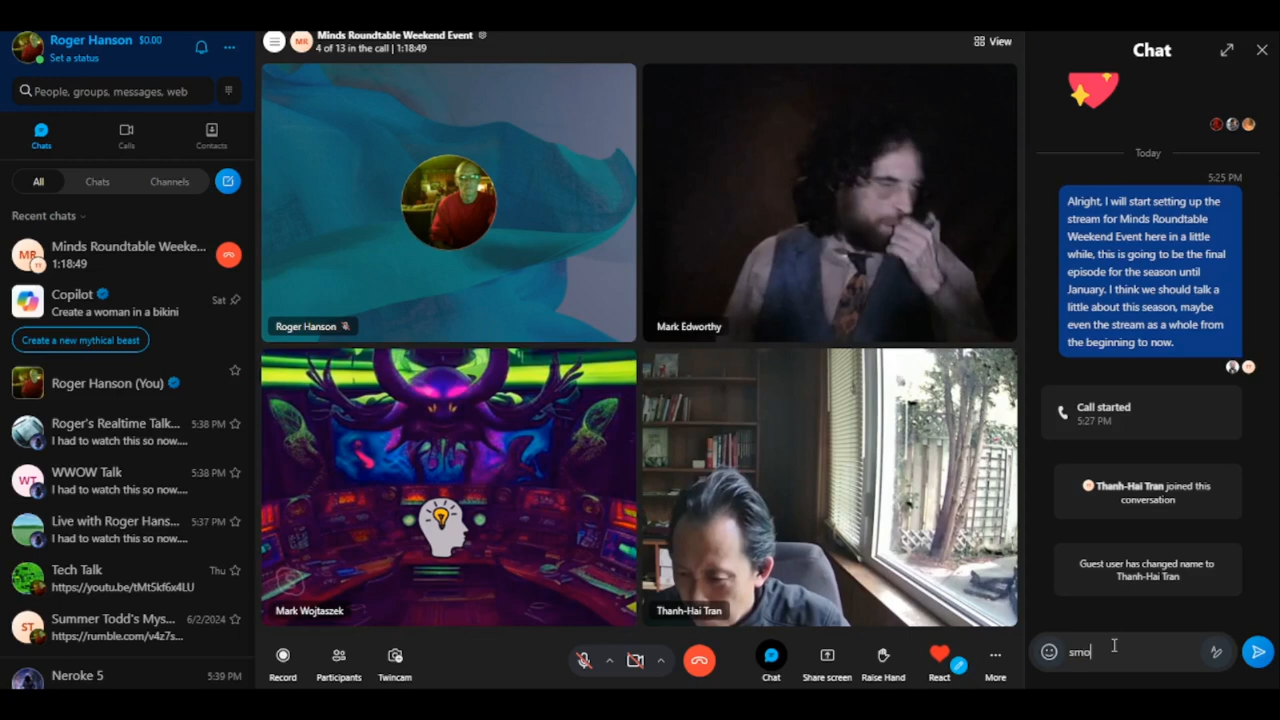 Roger Hanson $0.00
Set a status
People, groups, messages, web
Chats
Calls
Contacts
All
Chats
Channels
Recent chats
MR
TT
Minds Roundtable Weeke...
1:18:49
Copilot
Sat
Create a woman in a bikini
Create a new mythical beast
Roger Hanson (You)
Roger's Realtime Talk...
5:38 PM
I had to watch this so now....
WT
WWOW Talk
5:38 PM
I had to watch this so now....
Live with Roger Hans...
5:37 PM
I had to watch this so now....
Tech Talk
Thu
https://youtu.be/tMtSkf6x4LU
ST
Summer Todd's Mys...
6/2/2024
https://rumble.com/v4z7s...
Neroke 5
5:39 PM
MR
Minds Roundtable Weekend Event
4 of 13 in the call | 1:18:49
View
Roger Hanson
Mark Edworthy
Mark Wojtaszek
Thanh-Hai Tran
Record
Participants
Twincam
Chat
Share screen
Raise Hand
React
More
Chat
Today
5:25 PM
Alright, I will start setting up the
stream for Minds Roundtable
Weekend Event here in a little
while, this is going to be the final
episode for the season until
January. I think we should talk a
little about this season, maybe
even the stream as a whole from
the beginning to now.
Call started
5:27 PM
Thanh-Hai Tran joined this
conversation
Guest user has changed name to
Thanh-Hai Tran
smo